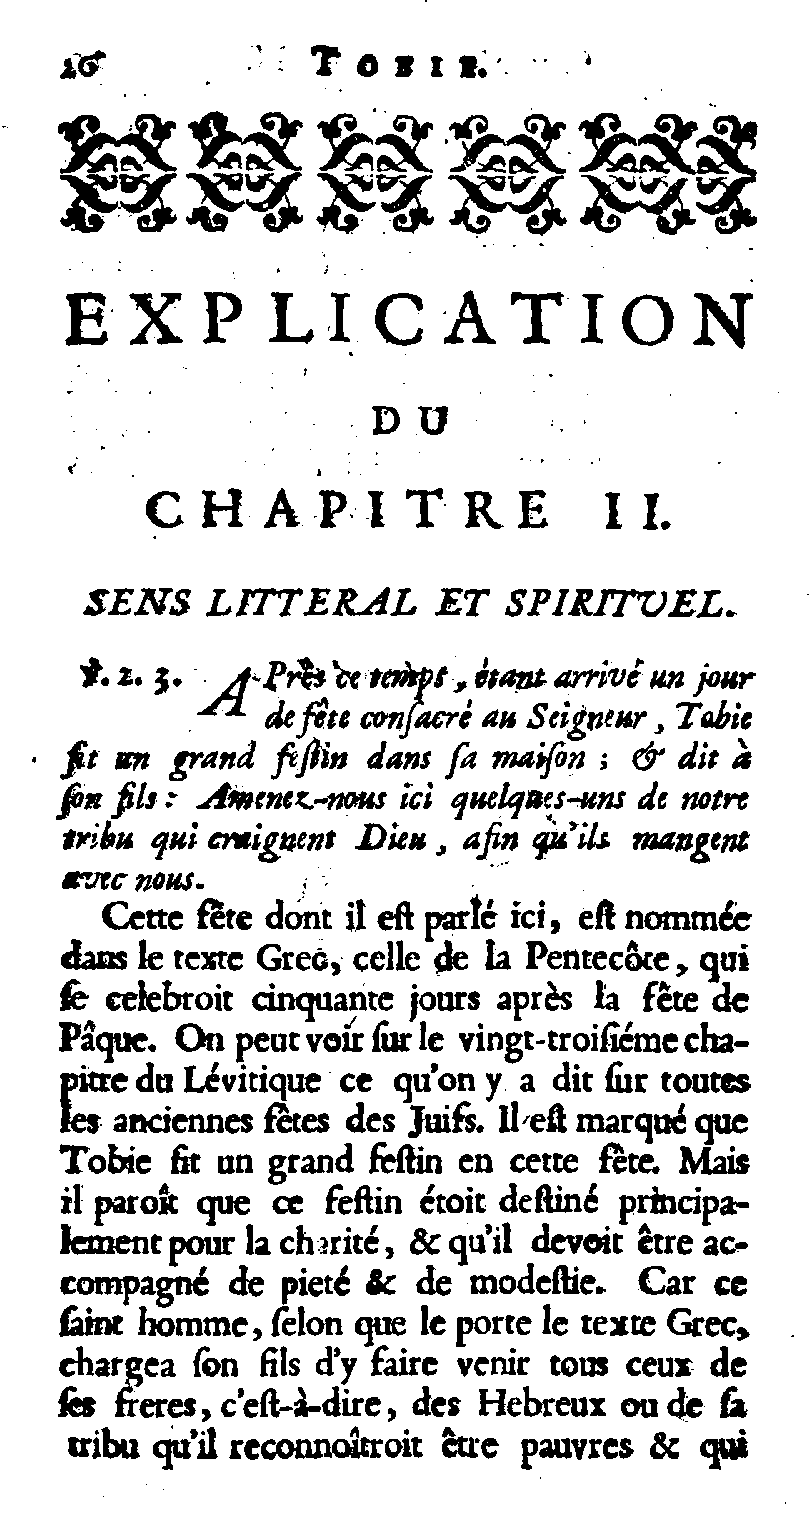 26 TOBIE.
EXPLICATION
DU
CHAPITRE II.
SENS LITTERAL ET SPIRITUEL.
℣. 2. 3. APrès ce temps, étant arrivé un jour
de fête conſacré au Seigneur, Tobie
fit un grand feſtin dans ſa maiſon ; & dit à
ſon fils : Amenez-nous ici quelques-uns de notre
tribu qui craignent Dieu, afin qu'ils mangent
avec nous.
Cette fête dont il eſt parlé ici, eſt nommée
dans le texte Grec, celle de la Pentecôte, qui
ſe celebroit cinquante jours après la fête de
Pâque. On peut voir ſur le vingt-troiſiéme cha-
pitre du Lévitique ce qu'on y a dit ſur toutes
les anciennes fêtes des Juifs. Il eſt marqué que
Tobie fit un grand feſtin en cette fête. Mais
il paroît que ce feſtin étoit deſtiné principa-
lement pour la charité, & qu'il devoit être ac-
compagné de pieté & de modeſtie. Car ce
ſaint homme, ſelon que le porte le texte Grec,
chargea ſon fils d'y faire venir tous ceux de
ſes freres, c'eſt-à-dire, des Hebreux ou de ſa
tribu qu'il reconnoîtroit être pauvres & qui